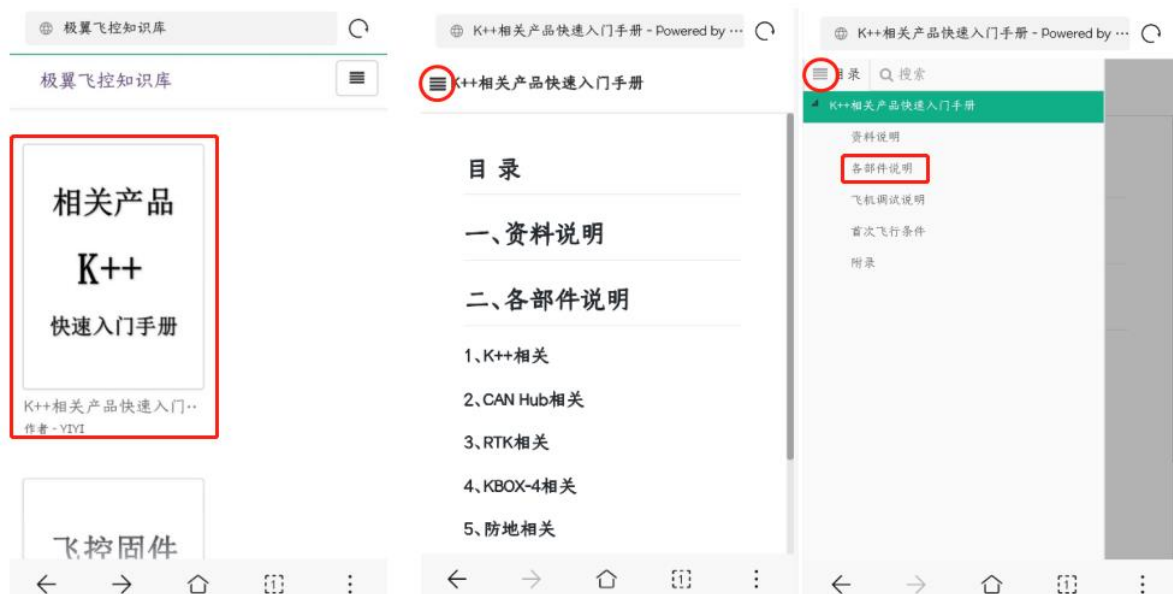 极翼飞控知识库
极翼飞控知识库
相关产品
K++
快速入门手册
K++相关产品快速入门··
作者 - YIYI
飞控固件
K++相关产品快速入门手册 - Powered by ···
K++相关产品快速入门手册
目 录
一、资料说明
二、各部件说明
1、K++相关
2、CAN Hub相关
3、RTK相关
4、KBOX-4相关
5、防地相关
K++相关产品快速入门手册 - Powered by ···
目录 搜索
K++相关产品快速入门手册
资料说明
各部件说明
飞机调试说明
首次飞行条件
附录